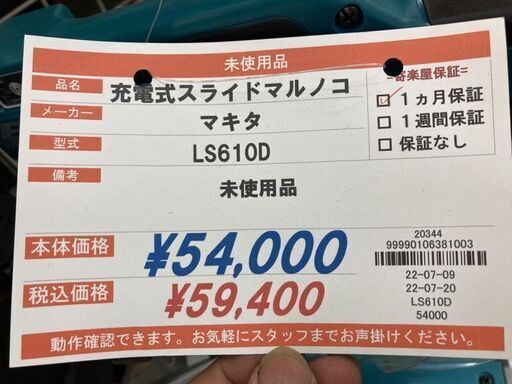 未使用品
品名 充電式スライドマルノコ
メーカー マキタ
型式 LS610D
備考 未使用品
=寄楽屋保証=
1ヵ月保証
1週間保証
保証なし
本体価格 ¥54,000
税込価格 ¥59,400
20344
99990106381003
22-07-09
22-07-20
LS610D
54000
動作確認できます。お気軽にスタッフまでお声掛けください。